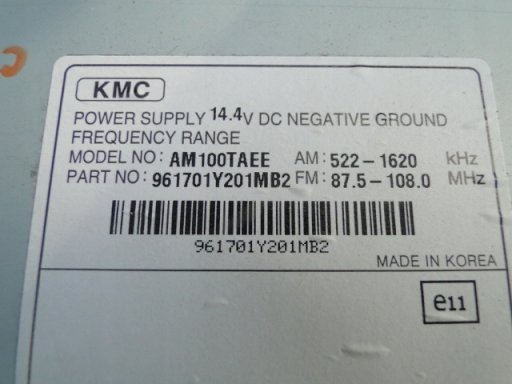 KMC
POWER SUPPLY 14.4V DC NEGATIVE GROUND
FREQUENCY RANGE
MODEL NO: AM100TAEE AM: 522-1620 kHz
PART NO: 961701Y201MB2 FM: 87.5-108.0 MHz
961701Y201MB2
MADE IN KOREA
e11